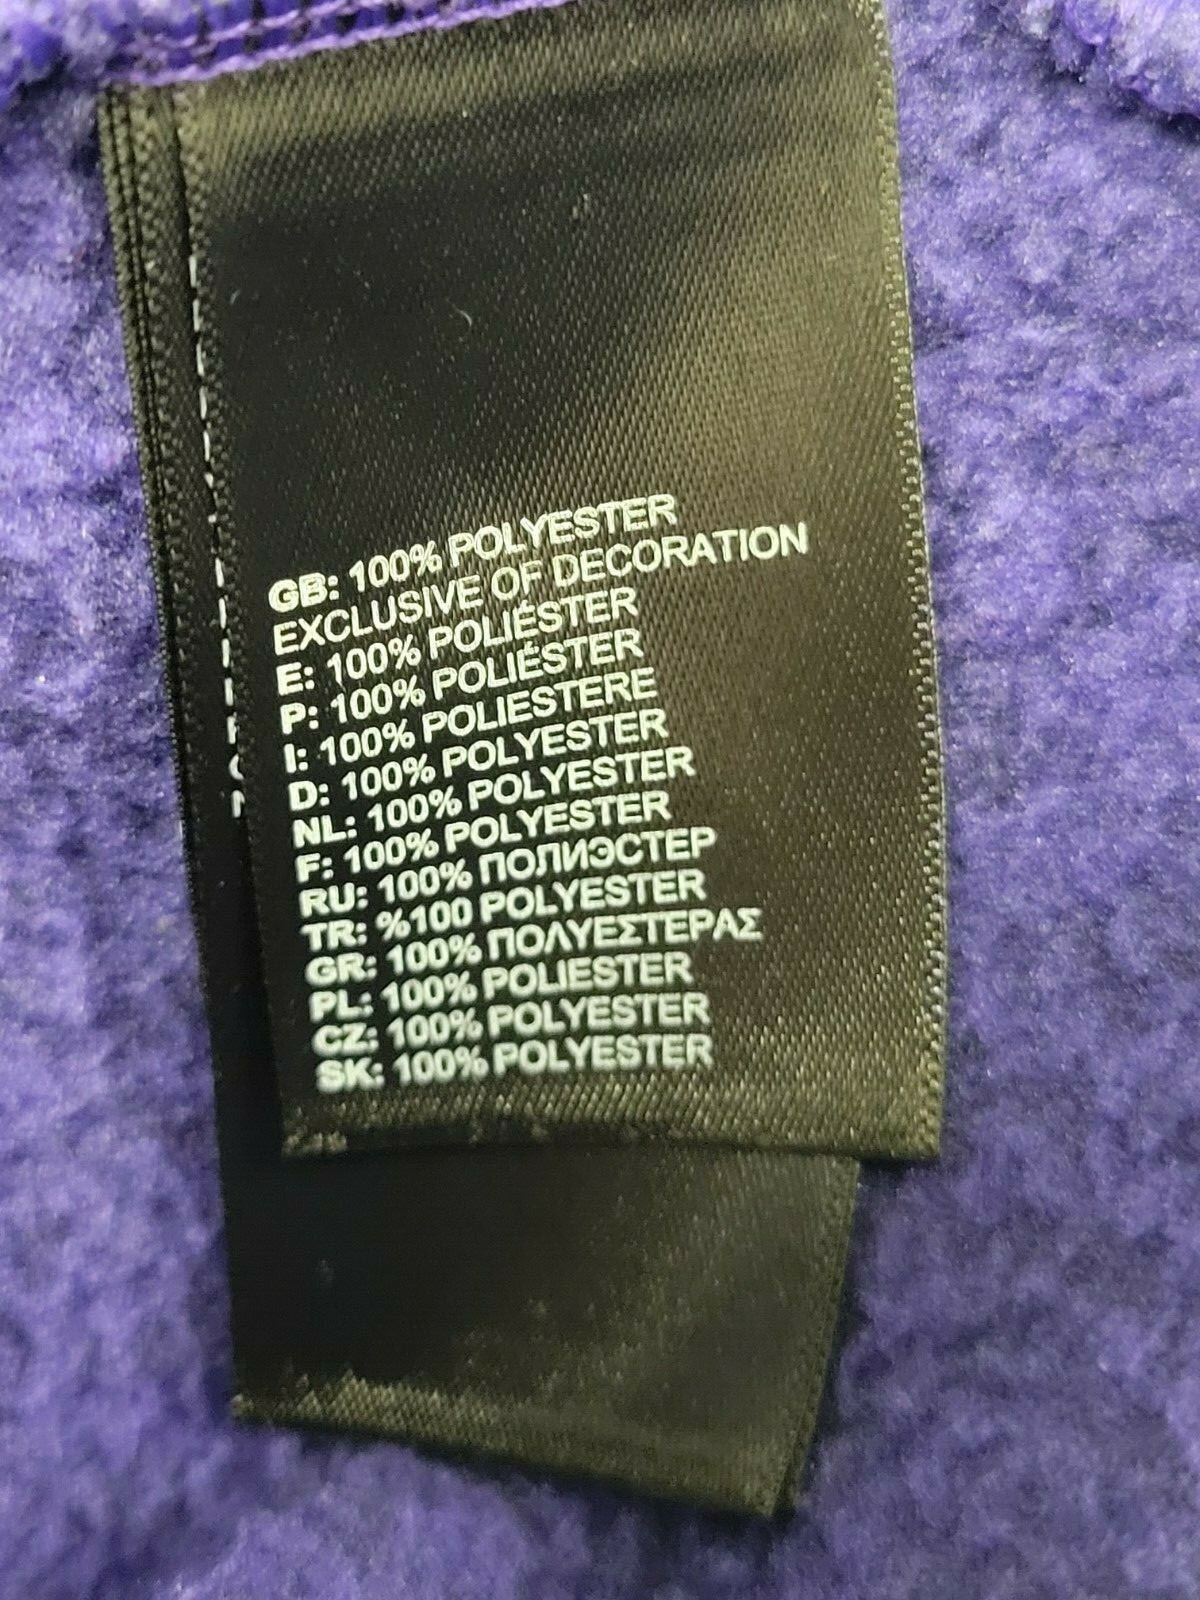 GB: 100% POLYESTER
EXCLUSIVE OF DECORATION
E: 100% POLIÉSTER
P: 100% POLIÉSTER
I: 100% POLIESTERE
D: 100% POLYESTER
NL: 100% POLYESTER
F: 100% POLYESTER
RU: 100% ПОЛИЭСТЕР
TR: %100 POLYESTER
GR: 100% ΠΟΛΥΕΣΤΕΡΑΣ
PL: 100% POLIESTER
CZ: 100% POLYESTER
SK: 100% POLYESTER